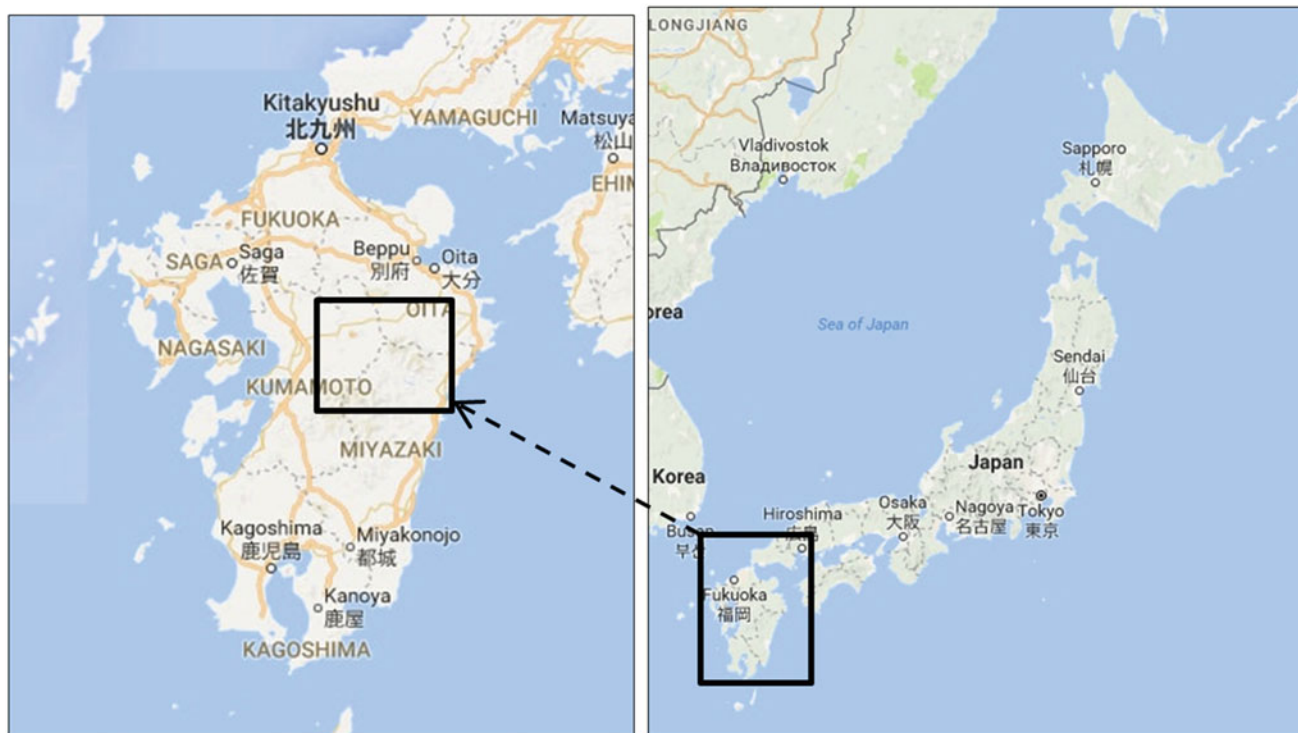 Kitakyushu
北九州
YAMAGUCHI
Matsuya
松山
EHIM
FUKUOKA
Beppu
別府
Oita
大分
SAGA
Saga
佐賀
OITA
NAGASAKI
KUMAMOTO
MIYAZAKI
Kagoshima
鹿児島
Miyakonojo
都城
Kanoya
鹿屋
KAGOSHIMA
LONGJIANG
Vladivostok
Владивосток
Sapporo
札幌
orea
Sea of Japan
Sendai
仙台
Japan
Korea
Osaka
大阪
Nagoya
名古屋
Tokyo
東京
Hiroshima
広島
Busan
부산
Fukuoka
福岡